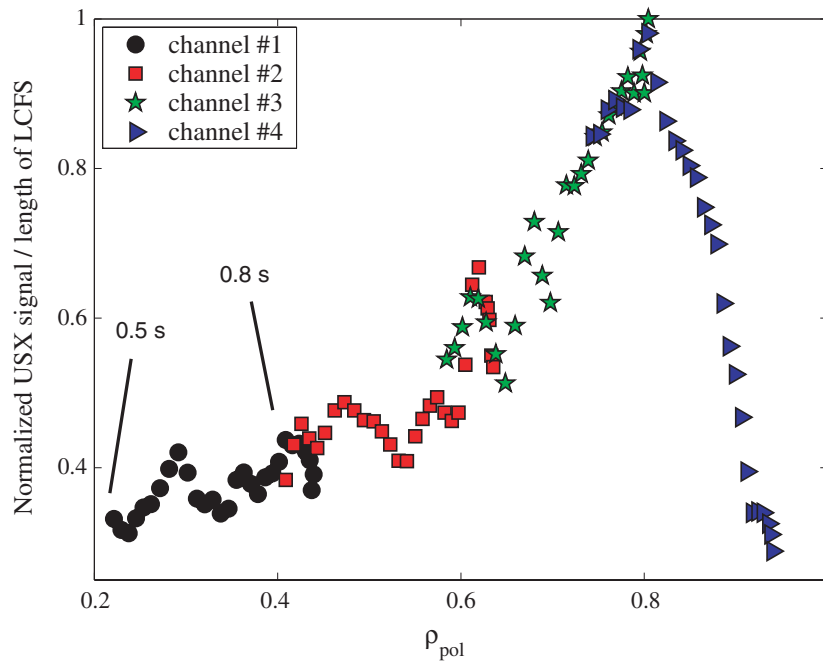 channel #1
channel #2
channel #3
channel #4
0.5 s
0.8 s
Normalized USX signal / length of LCFS
1
0.8
0.6
0.4
0.2
0.4
0.6
0.8
ρpol